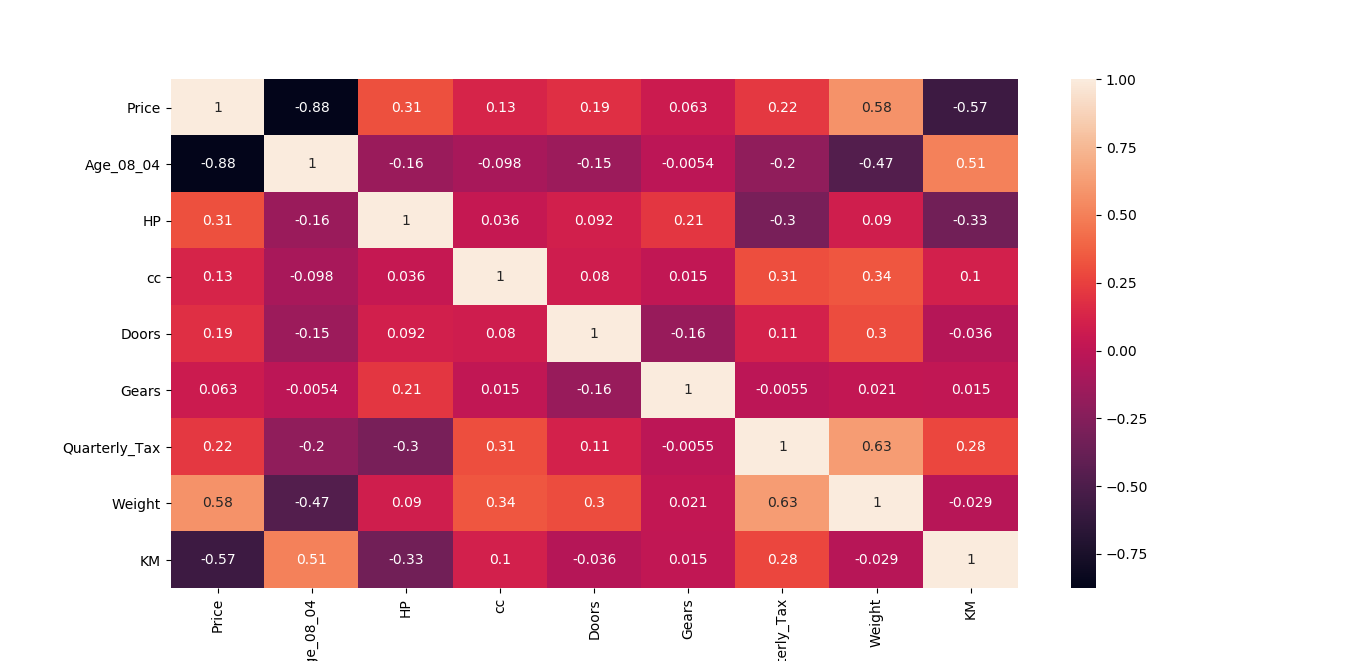 Price 1 -0.88 0.31 0.13 0.19 0.063 0.22 0.58 -0.57
Age_08_04 -0.88 1 -0.16 -0.098 -0.15 -0.0054 -0.2 -0.47 0.51
HP 0.31 -0.16 1 0.036 0.092 0.21 -0.3 0.09 -0.33
cc 0.13 -0.098 0.036 1 0.08 0.015 0.31 0.34 0.1
Doors 0.19 -0.15 0.092 0.08 1 -0.16 0.11 0.3 -0.036
Gears 0.063 -0.0054 0.21 0.015 -0.16 1 -0.0055 0.021 0.015
Quarterly_Tax 0.22 -0.2 -0.3 0.31 0.11 -0.0055 1 0.63 0.28
Weight 0.58 -0.47 0.09 0.34 0.3 0.021 0.63 1 -0.029
KM -0.57 0.51 -0.33 0.1 -0.036 0.015 0.28 -0.029 1
Price
ge_08_04
HP
cc
Doors
Gears
terly_Tax
Weight
KM
1.00
0.75
0.50
0.25
0.00
−0.25
−0.50
−0.75